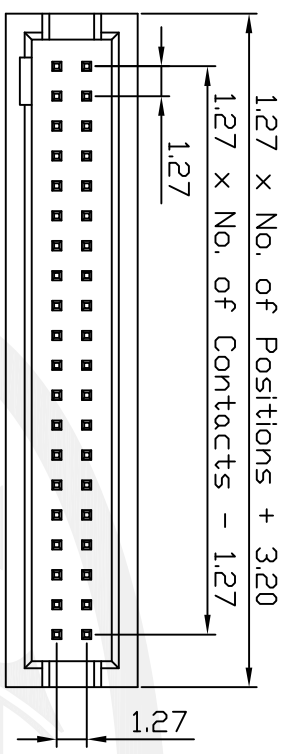 1.27 x No. of Positions + 3.20
1.27 x No. of Contacts - 1.27
1.27
1.27